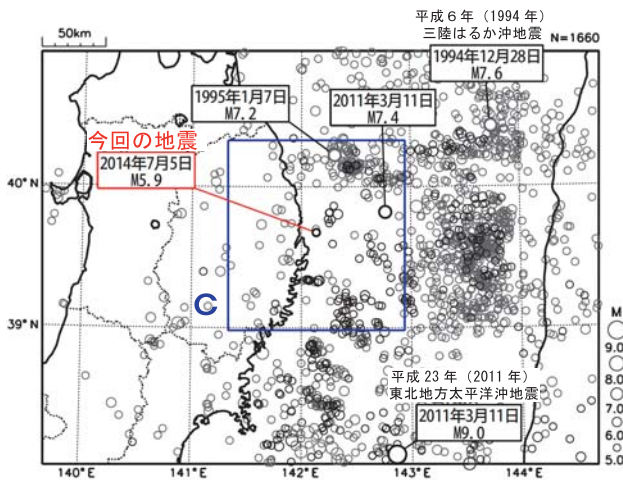 50km
平成６年（1994 年）
三陸はるか沖地震
N=1660
1994年12月28日
M7.6
1995年1月7日
M7.2
2011年3月11日
M7.4
今回の地震
2014年7月5日
M5.9
40°N
C
39°N
平成 23 年（2011 年）
東北地方太平洋沖地震
2011年3月11日
M9.0
M
9.0
8.0
7.0
6.0
5.0
140°E
141°E
142°E
143°E
144°E